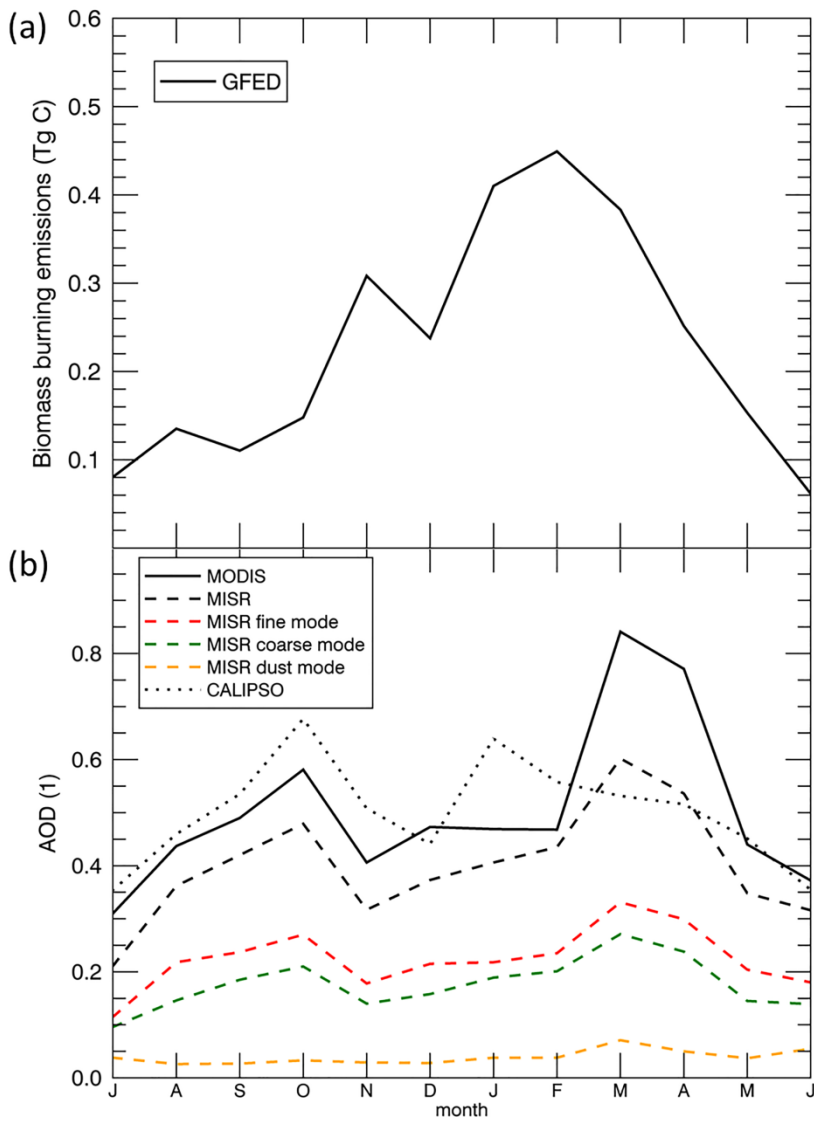 (a)
Biomass burning emissions (Tg C)
0.6
0.5
0.4
0.3
0.2
0.1
GFED
(b)
AOD (1)
0.8
0.6
0.4
0.2
0.0
MODIS
MISR
MISR fine mode
MISR coarse mode
MISR dust mode
CALIPSO
J A S O N D J F M A M J
month